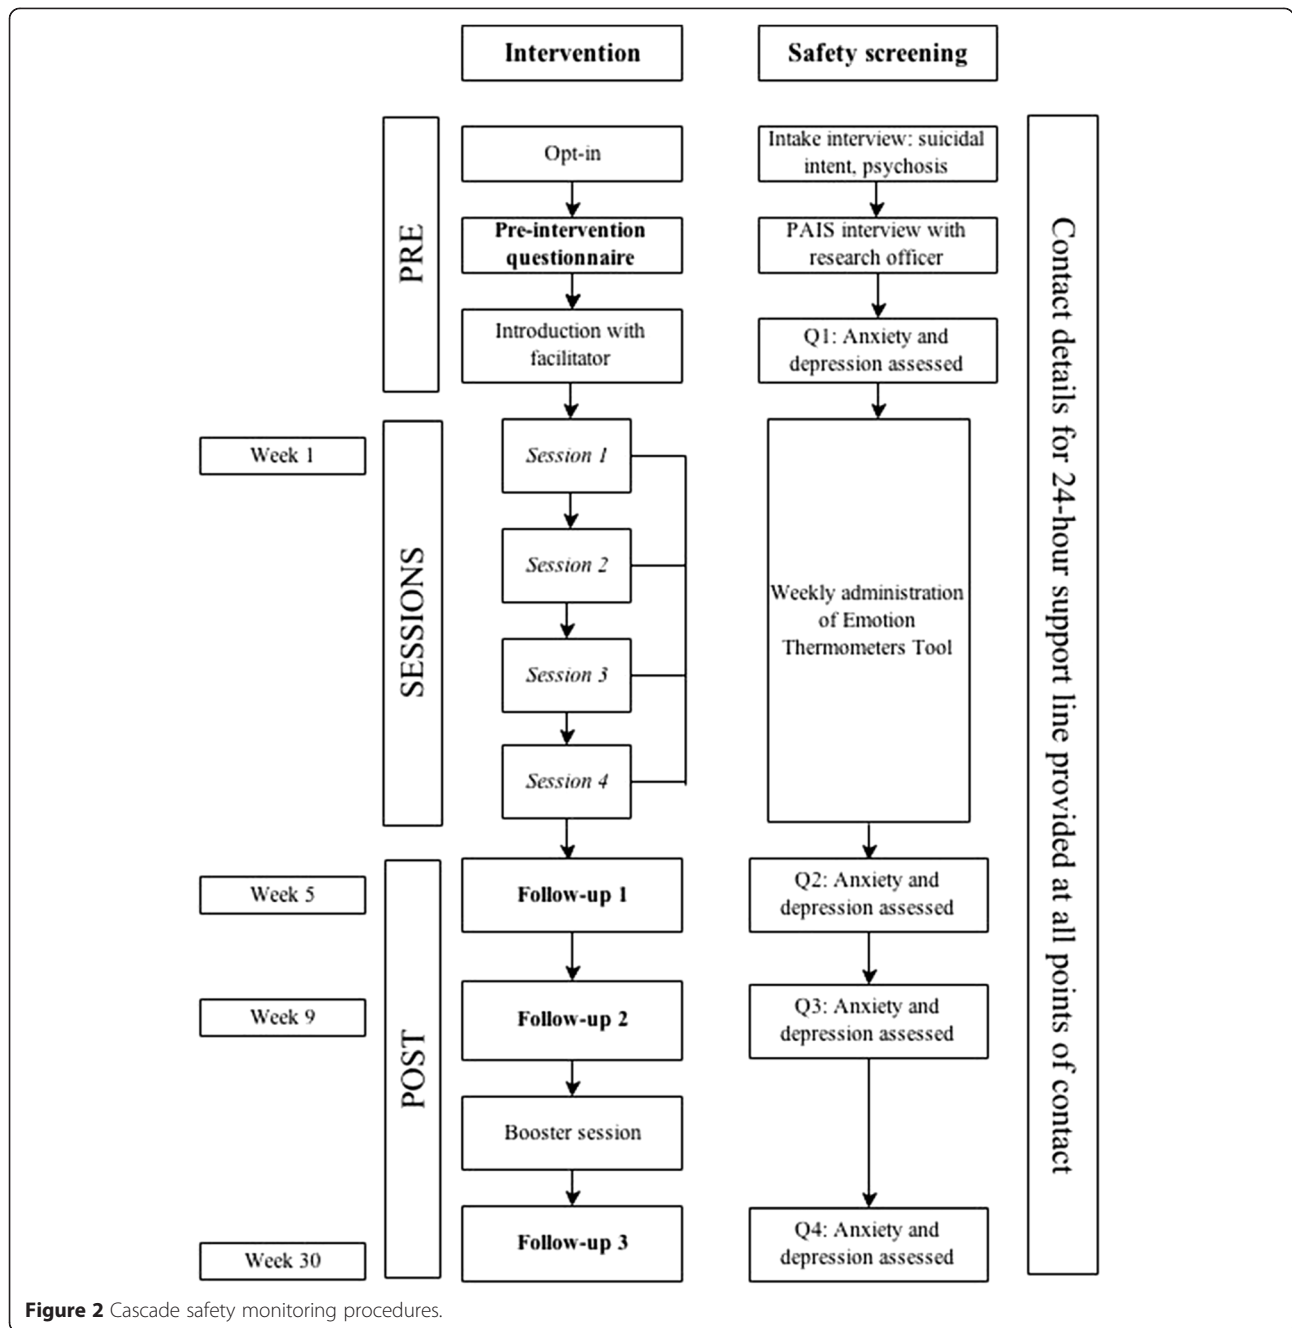 Intervention
Safety screening
PRE
Opt-in
Pre-intervention
questionnaire
Introduction with
facilitator
Intake interview: suicidal
intent, psychosis
PAIS interview with
research officer
Q1: Anxiety and
depression assessed
Week 1
SESSIONS
Session 1
Session 2
Session 3
Session 4
Weekly administration
of Emotion
Thermometers Tool
Week 5
Week 9
Week 30
POST
Follow-up 1
Follow-up 2
Booster session
Follow-up 3
Q2: Anxiety and
depression assessed
Q3: Anxiety and
depression assessed
Q4: Anxiety and
depression assessed
Contact details for 24-hour support line provided at all points of contact
Figure 2 Cascade safety monitoring procedures.